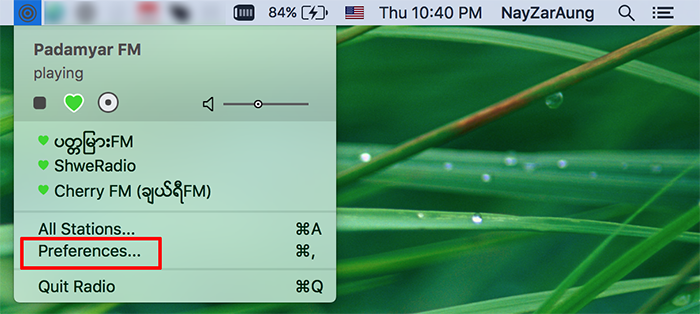 84% Thu 10:40 PM NayZarAung
Padamyar FM
playing
ပတ္တမြားFM
ShweRadio
Cherry FM (ချယ်ရီFM)
All Stations... ⌘A
Preferences... ⌘,
Quit Radio ⌘Q